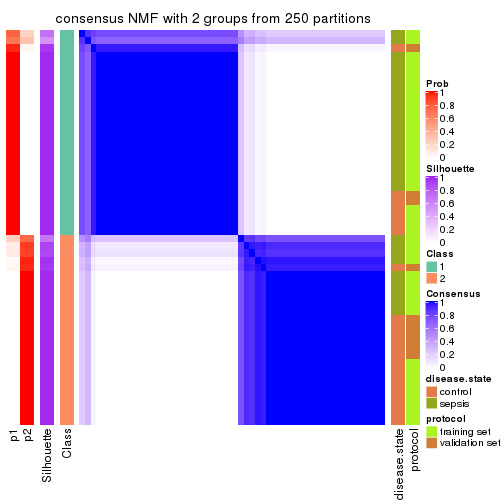 consensus NMF with 2 groups from 250 partitions
Prob
1
0.8
0.6
0.4
0.2
0
Silhouette
1
0.8
0.6
0.4
0.2
0
Class
1
2
Consensus
1
0.8
0.6
0.4
0.2
0
disease.state
control
sepsis
protocol
training set
validation set
p1
p2
Silhouette
Class
disease.state
protocol